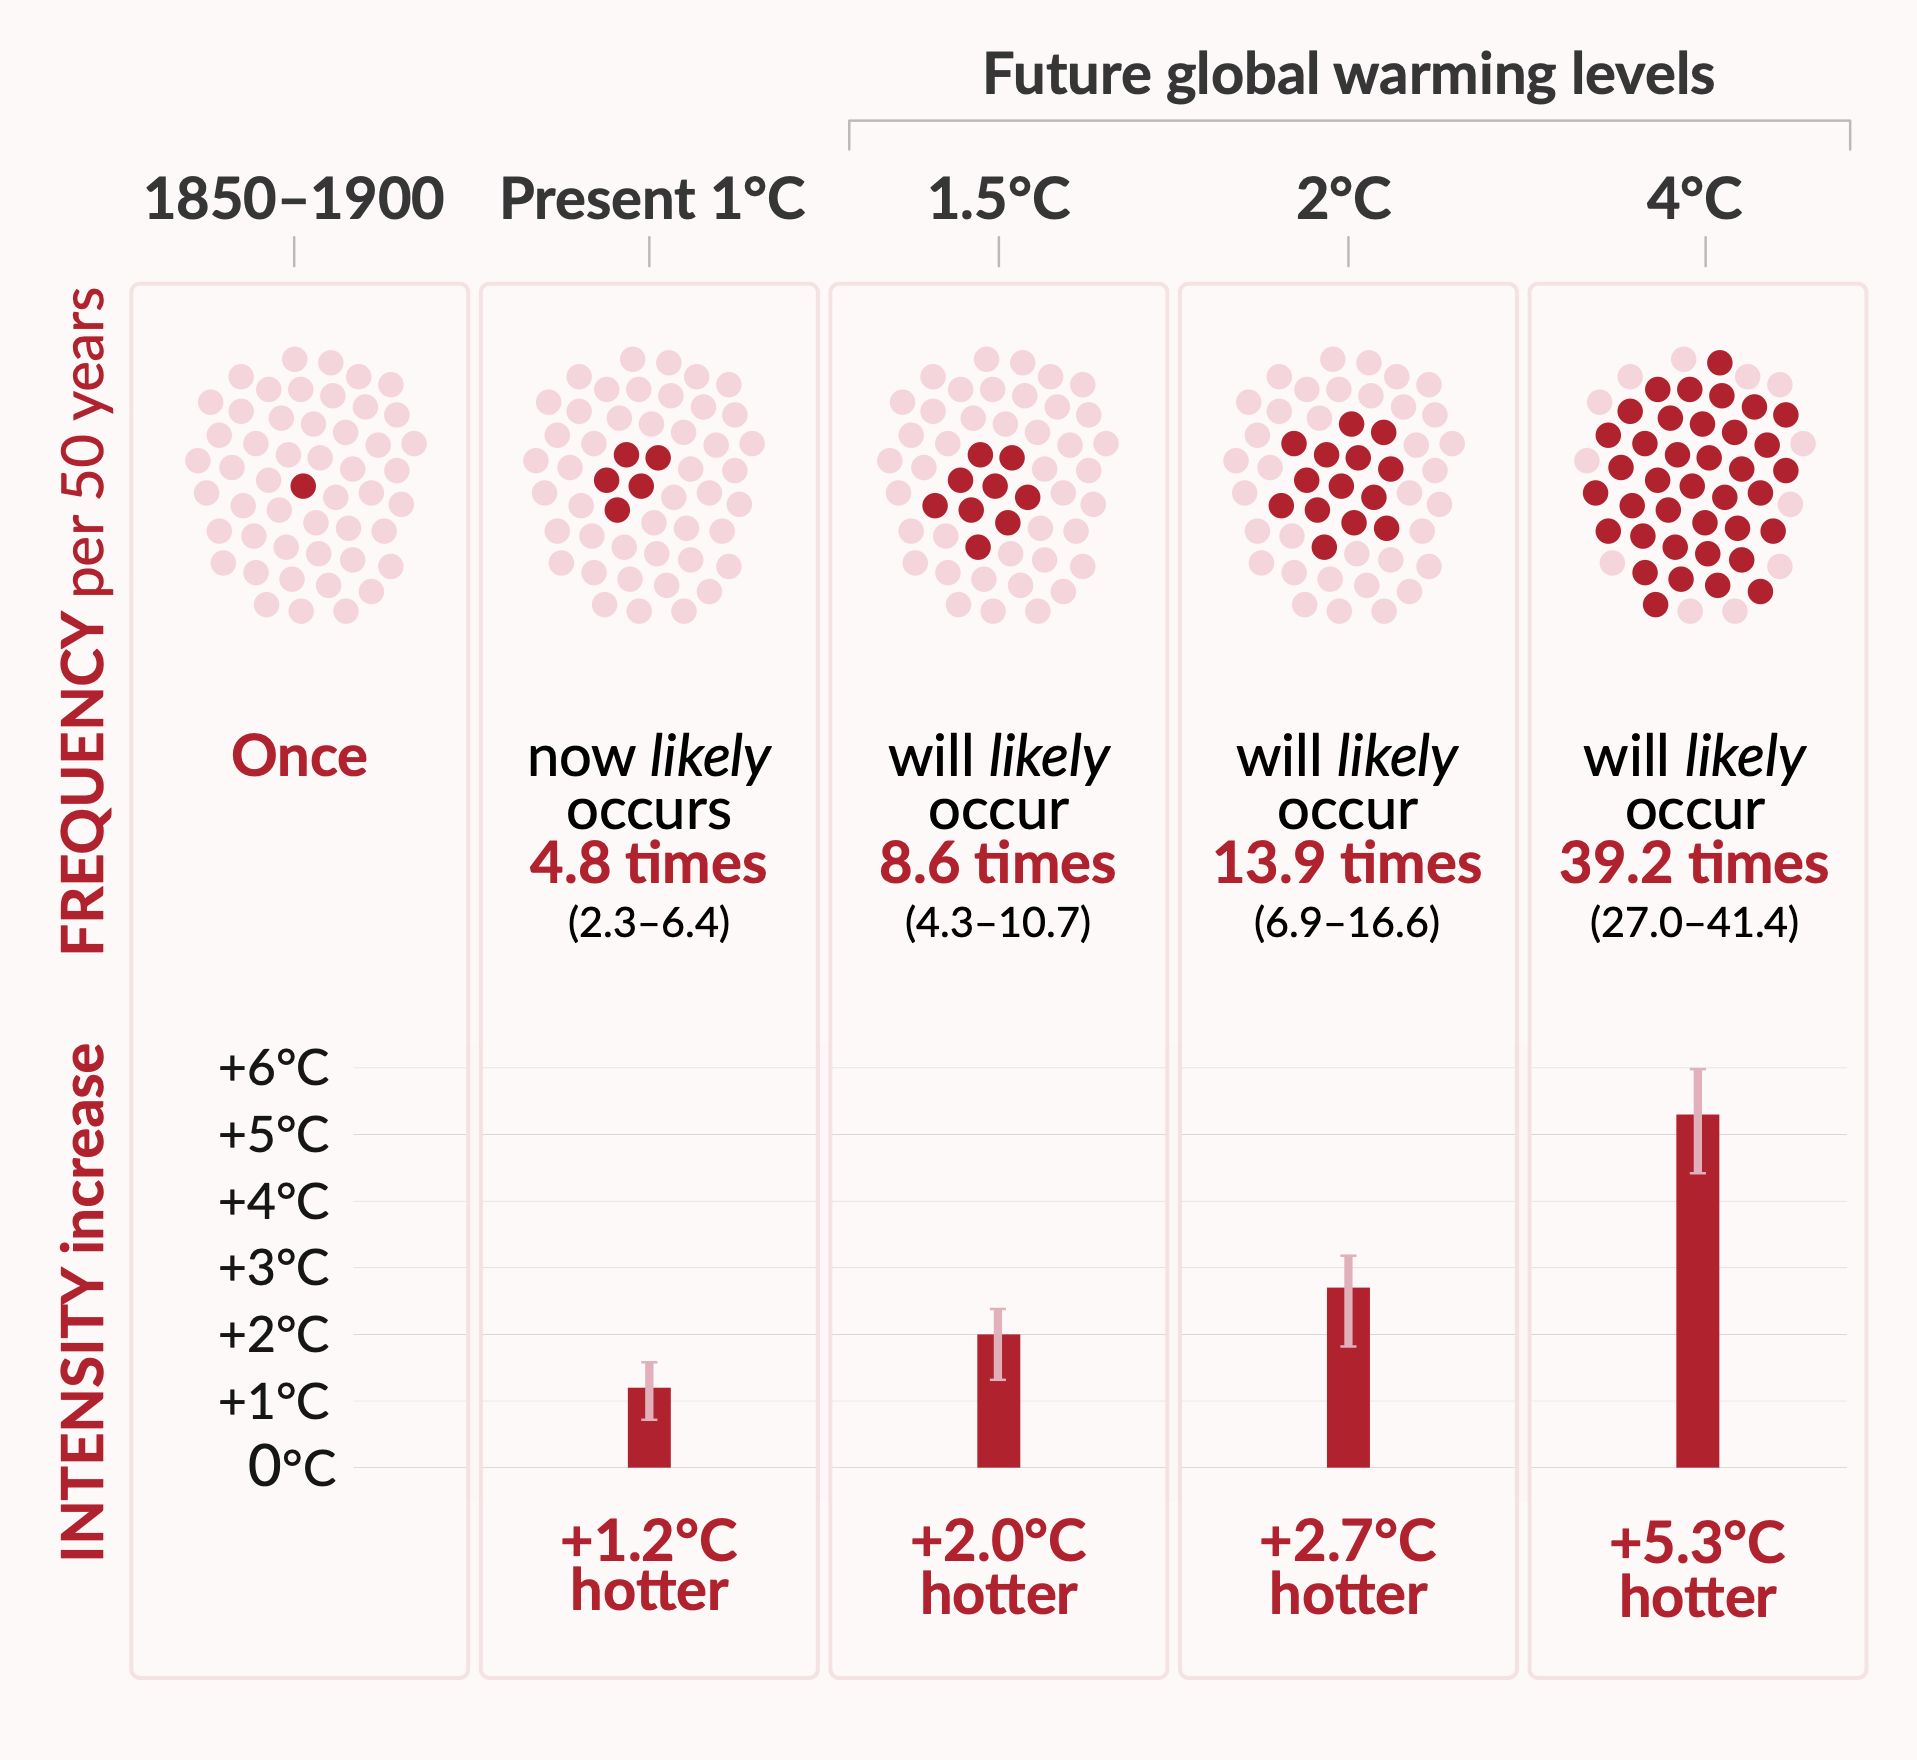 Future global warming levels
1850–1900
Present 1°C
1.5°C
2°C
4°C
FREQUENCY per 50 years
Once
now likely
occurs
4.8 times
(2.3–6.4)
will likely
occur
8.6 times
(4.3–10.7)
will likely
occur
13.9 times
(6.9–16.6)
will likely
occur
39.2 times
(27.0–41.4)
INTENSITY increase
+6°C
+5°C
+4°C
+3°C
+2°C
+1°C
0°C
+1.2°C
hotter
+2.0°C
hotter
+2.7°C
hotter
+5.3°C
hotter